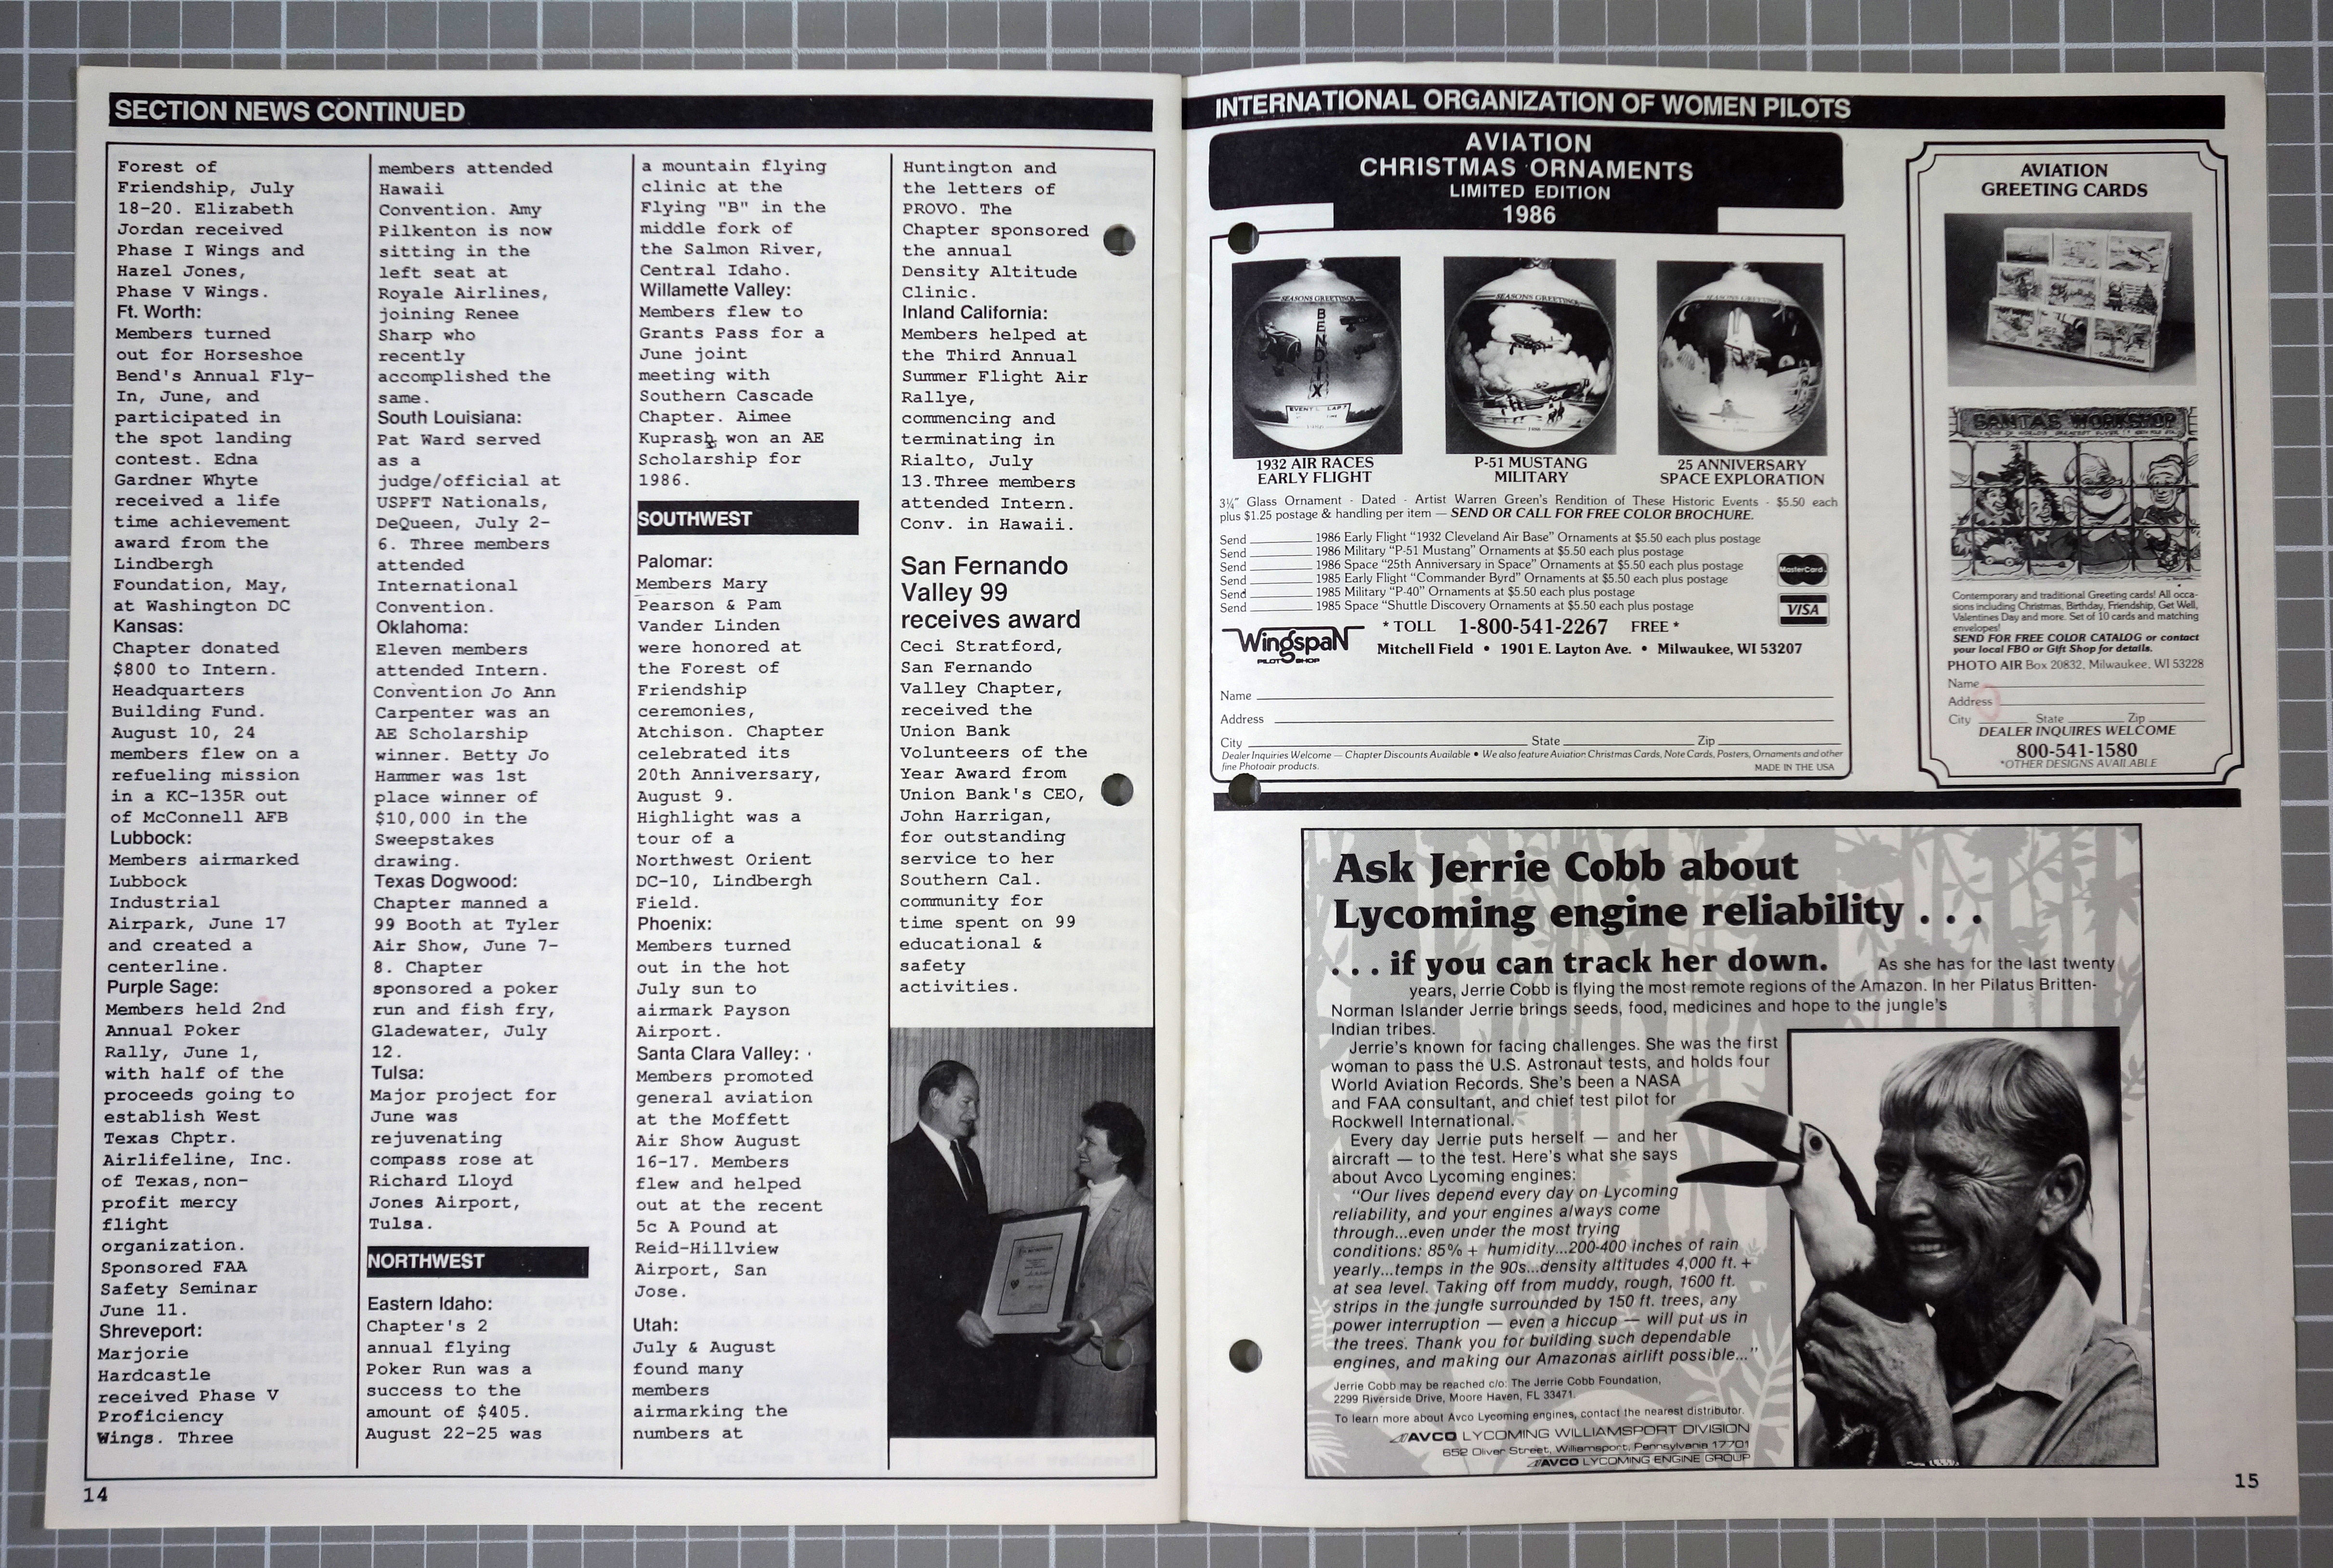 SECTION NEWS CONTINUED
Forest of
Friendship, July
18-20. Elizabeth
Jordan received
Phase I Wings and
Hazel Jones,
Phase V Wings.
Ft. Worth:
Members turned
out for Horseshoe
Bend's Annual Fly-
In, June, and
participated in
the spot landing
contest. Edna
Gardner Whyte
received a life
time achievement
award from the
Lindbergh
Foundation, May,
at Washington DC
Kansas:
Chapter donated
$800 to Intern.
Headquarters
Building Fund.
August 10, 24
members flew on a
refueling mission
in a KC-135R out
of McConnell AFB
Lubbock:
Members airmarked
Lubbock
Industrial
Airpark, June 17
and created a
centerline.
Purple Sage:
Members held 2nd
Annual Poker
Rally, June 1,
with half of the
proceeds going to
establish West
Texas Chptr.
Airlifeline, Inc.
of Texas, non-
profit mercy
flight
organization.
Sponsored FAA
Safety Seminar
June 11.
Shreveport:
Marjorie
Hardcastle
received Phase V
Proficiency
Wings. Three
members attended
Hawaii
Convention. Amy
Pilkenton is now
sitting in the
left seat at
Royale Airlines,
joining Renee
Sharp who
recently
accomplished the
same.
South Louisiana:
Pat Ward served
as a
judge/official at
USPFT Nationals,
DeQueen, July 2-
6. Three members
attended
International
Convention.
Oklahoma:
Eleven members
attended Intern.
Convention Jo Ann
Carpenter was an
AE Scholarship
winner. Betty Jo
Hammer was 1st
place winner of
$10,000 in the
Sweepstakes
drawing.
Texas Dogwood:
Chapter manned a
99 Booth at Tyler
Air Show, June 7-
8. Chapter
sponsored a poker
run and fish fry,
Gladewater, July
12.
Tulsa:
Major project for
June was
rejuvenating
compass rose at
Richard Lloyd
Jones Airport,
Tulsa.
NORTHWEST
Eastern Idaho:
Chapter's 2
annual flying
Poker Run was a
success to the
amount of $405.
August 22-25 was
a mountain flying
clinic at the
Flying "B" in the
middle fork of
the Salmon River,
Central Idaho.
Willamette Valley:
Members flew to
Grants Pass for a
June joint
meeting with
Southern Cascade
Chapter. Aimee
Kuprash won an AE
Scholarship for
1986.
SOUTHWEST
Palomar:
Members Mary
Pearson & Pam
Vander Linden
were honored at
the Forest of
Friendship
ceremonies,
Atchison. Chapter
celebrated its
20th Anniversary,
August 9.
Highlight was a
tour of a
Northwest Orient
DC-10, Lindbergh
Field.
Phoenix:
Members turned
out in the hot
July sun to
airmark Payson
Airport.
Santa Clara Valley:
Members promoted
general aviation
at the Moffett
Air Show August
16-17. Members
flew and helped
out at the recent
5c A Pound at
Reid-Hillview
Airport, San
Jose.
Utah:
July & August
found many
members
airmarking the
numbers at
Huntington and
the letters of
PROVO. The
Chapter sponsored
the annual
Density Altitude
Clinic.
Inland California:
Members helped at
the Third Annual
Summer Flight Air
Rallye,
commencing and
terminating in
Rialto, July
13.Three members
attended Intern.
Conv. in Hawaii.
San Fernando
Valley 99
receives award
Ceci Stratford,
San Fernando
Valley Chapter,
received the
Union Bank
Volunteers of the
Year Award from
Union Bank's CEO,
John Harrigan,
for outstanding
service to her
Southern Cal.
community for
time spent on 99
educational &
safety
activities.
14
INTERNATIONAL ORGANIZATION OF WOMEN PILOTS
AVIATION
CHRISTMAS ORNAMENTS
LIMITED EDITION
1986
SEASONS GREETINGS
BENDIX
SEASONS GREETINGS
SEASONS GREETINGS
1932 AIR RACES
EARLY FLIGHT
P-51 MUSTANG
MILITARY
25 ANNIVERSARY
SPACE EXPLORATION
3¼" Glass Ornament - Dated - Artist Warren Green's Rendition of These Historic Events - $5.50 each
plus $1.25 postage & handling per item — SEND OR CALL FOR FREE COLOR BROCHURE.
Send ________ 1986 Early Flight "1932 Cleveland Air Base" Ornaments at $5.50 each plus postage
Send ________ 1986 Military "P-51 Mustang" Ornaments at $5.50 each plus postage
Send ________ 1986 Space "25th Anniversary in Space" Ornaments at $5.50 each plus postage
Send ________ 1985 Early Flight "Commander Byrd" Ornaments at $5.50 each plus postage
Send ________ 1985 Military "P-40" Ornaments at $5.50 each plus postage
Send ________ 1985 Space "Shuttle Discovery Ornaments at $5.50 each plus postage
MasterCard
VISA
WingspaN
PILOT SHOP
* TOLL 1-800-541-2267 FREE *
Mitchell Field • 1901 E. Layton Ave. • Milwaukee, WI 53207
Name
Address
City State Zip
Dealer Inquiries Welcome — Chapter Discounts Available • We also feature Aviation Christmas Cards, Note Cards, Posters, Ornaments and other
fine Photoair products. MADE IN THE USA
AVIATION
GREETING CARDS
SANTAS WORKSHOP
Contemporary and traditional Greeting cards! All occa-
sions including Christmas, Birthday, Friendship, Get Well,
Valentines Day and more. Set of 10 cards and matching
envelopes!
SEND FOR FREE COLOR CATALOG or contact
your local FBO or Gift Shop for details.
PHOTO AIR Box 20832, Milwaukee, WI 53228
Name
Address
City State Zip
DEALER INQUIRES WELCOME
800-541-1580
*OTHER DESIGNS AVAILABLE
Ask Jerrie Cobb about
Lycoming engine reliability . . .
. . . if you can track her down. As she has for the last twenty
years, Jerrie Cobb is flying the most remote regions of the Amazon. In her Pilatus Britten-
Norman Islander Jerrie brings seeds, food, medicines and hope to the jungle's
Indian tribes.
Jerrie's known for facing challenges. She was the first
woman to pass the U.S. Astronaut tests, and holds four
World Aviation Records. She's been a NASA
and FAA consultant, and chief test pilot for
Rockwell International.
Every day Jerrie puts herself — and her
aircraft — to the test. Here's what she says
about Avco Lycoming engines:
"Our lives depend every day on Lycoming
reliability, and your engines always come
through...even under the most trying
conditions: 85% + humidity...200-400 inches of rain
yearly...temps in the 90s...density altitudes 4,000 ft. +
at sea level. Taking off from muddy, rough, 1600 ft.
strips in the jungle surrounded by 150 ft. trees, any
power interruption — even a hiccup — will put us in
the trees. Thank you for building such dependable
engines, and making our Amazonas airlift possible..."
Jerrie Cobb may be reached c/o: The Jerrie Cobb Foundation,
2299 Riverside Drive, Moore Haven, FL 33471.
To learn more about Avco Lycoming engines, contact the nearest distributor.
AVCO LYCOMING WILLIAMSPORT DIVISION
652 Oliver Street, Williamsport, Pennsylvania 17701
AVCO LYCOMING ENGINE GROUP
15